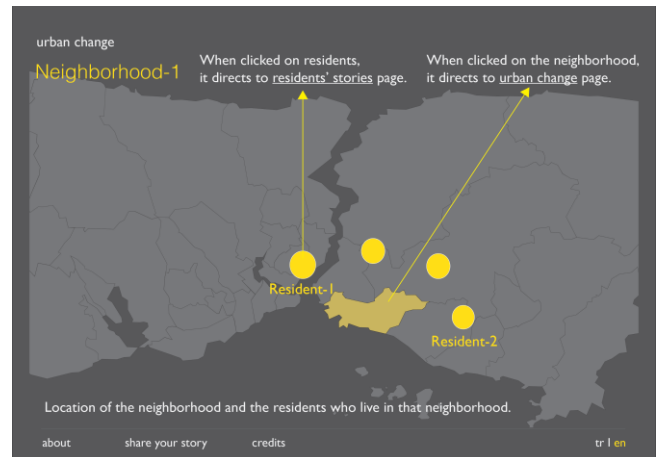 urban change
Neighborhood-1
When clicked on residents,
it directs to residents' stories page.
When clicked on the neighborhood,
it directs to urban change page.
Resident-1
Resident-2
Location of the neighborhood and the residents who live in that neighborhood.
about share your story credits tr I en